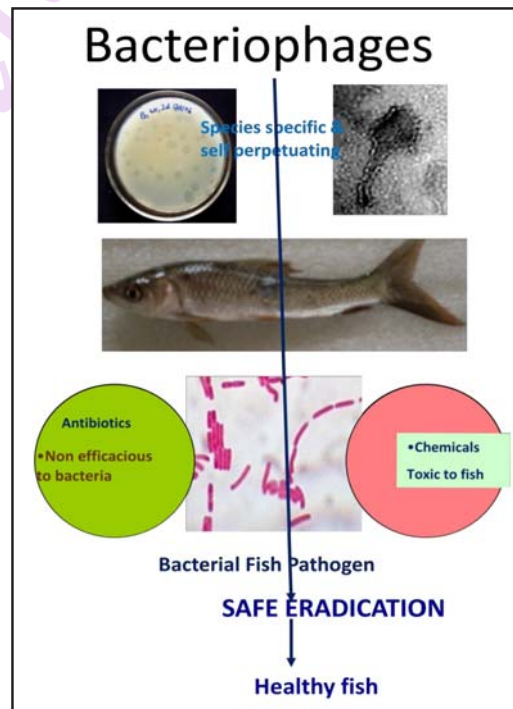 Bacteriophages
Species specific &
self perpetuating
Antibiotics
•Non efficacious
to bacteria
•Chemicals
Toxic to fish
Bacterial Fish Pathogen
SAFE ERADICATION
Healthy fish